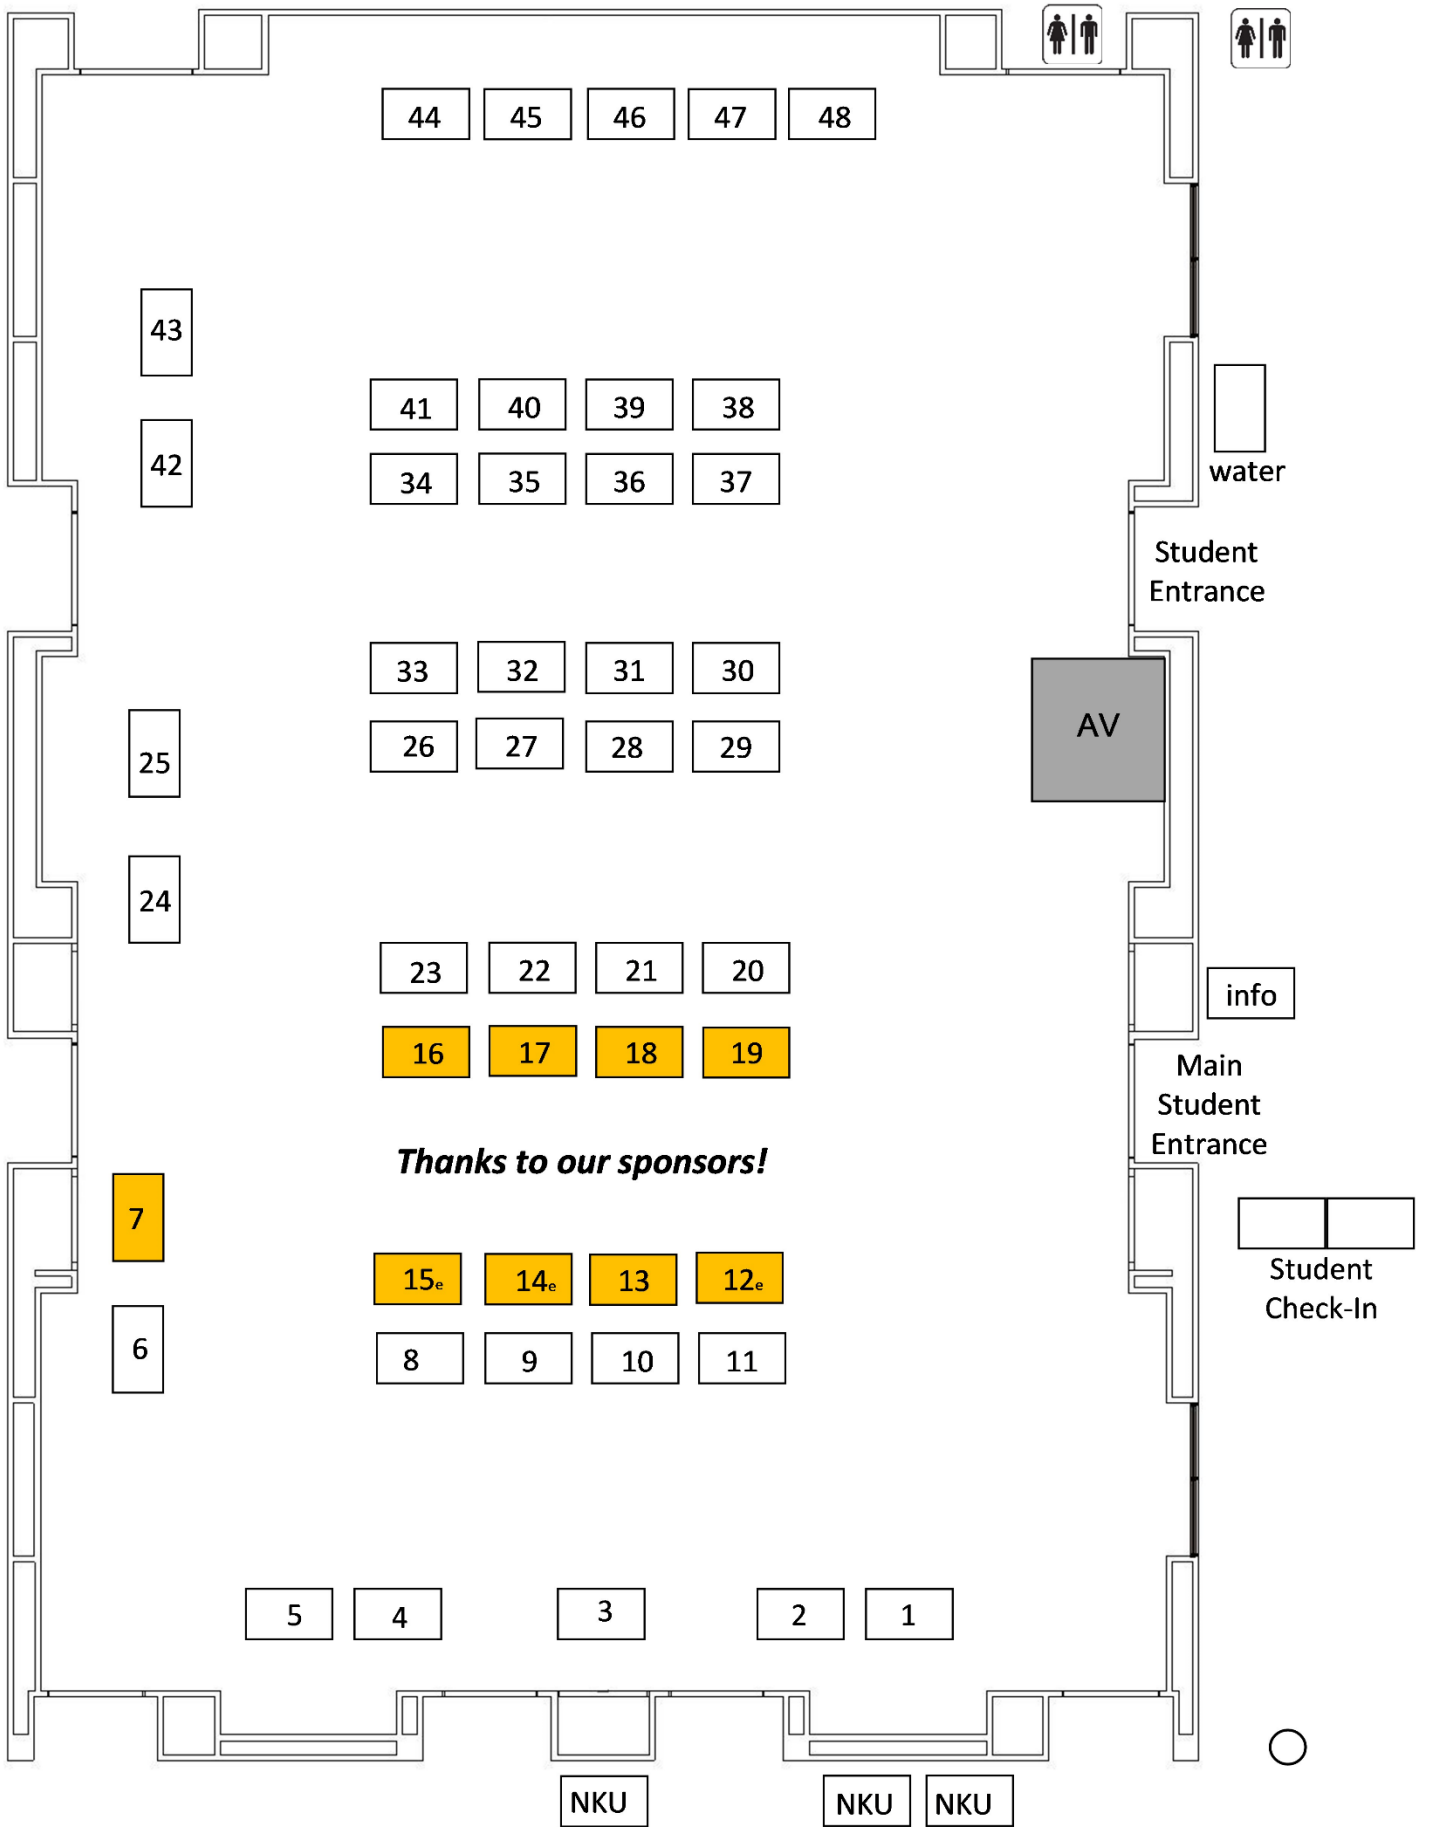 44 45 46 47 48
43
41 40 39 38
42
34 35 36 37
water
Student
Entrance
33 32 31 30
AV
25
26 27 28 29
24
23 22 21 20
info
16 17 18 19
Main
Student
Entrance
Thanks to our sponsors!
7
15e 14e 13 12e
Student
Check-In
6
8 9 10 11
5 4 3 2 1
NKU NKU NKU